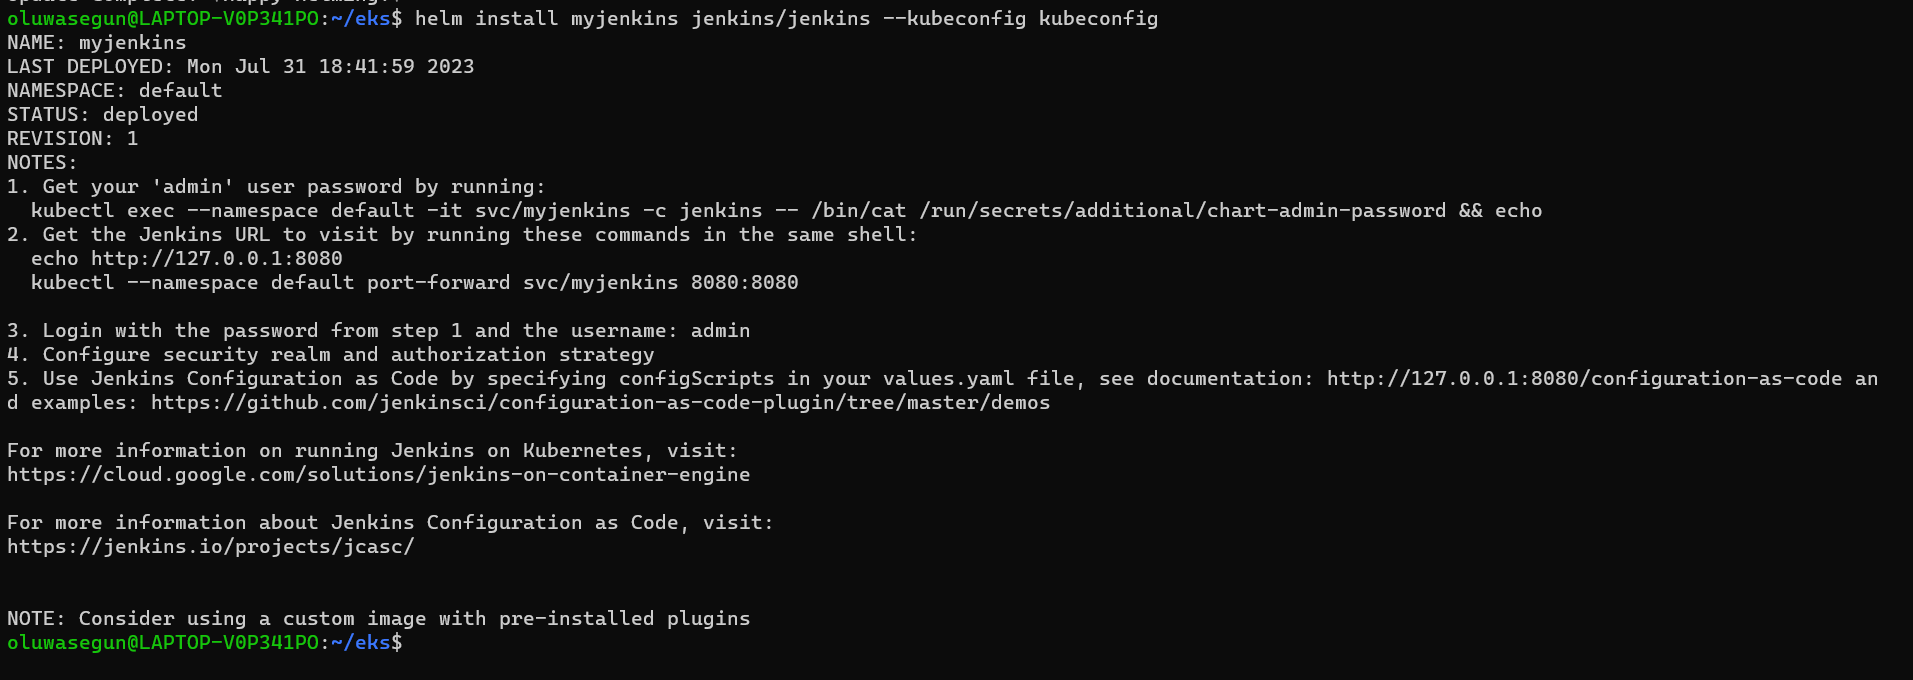 oluwasegun@LAPTOP-V0P341PO:~/eks$ helm install myjenkins jenkins/jenkins --kubeconfig kubeconfig
NAME: myjenkins
LAST DEPLOYED: Mon Jul 31 18:41:59 2023
NAMESPACE: default
STATUS: deployed
REVISION: 1
NOTES:
1. Get your 'admin' user password by running:
  kubectl exec --namespace default -it svc/myjenkins -c jenkins -- /bin/cat /run/secrets/additional/chart-admin-password && echo
2. Get the Jenkins URL to visit by running these commands in the same shell:
  echo http://127.0.0.1:8080
  kubectl --namespace default port-forward svc/myjenkins 8080:8080

3. Login with the password from step 1 and the username: admin
4. Configure security realm and authorization strategy
5. Use Jenkins Configuration as Code by specifying configScripts in your values.yaml file, see documentation: http://127.0.0.1:8080/configuration-as-code an
d examples: https://github.com/jenkinsci/configuration-as-code-plugin/tree/master/demos

For more information on running Jenkins on Kubernetes, visit:
https://cloud.google.com/solutions/jenkins-on-container-engine

For more information about Jenkins Configuration as Code, visit:
https://jenkins.io/projects/jcasc/


NOTE: Consider using a custom image with pre-installed plugins
oluwasegun@LAPTOP-V0P341PO:~/eks$